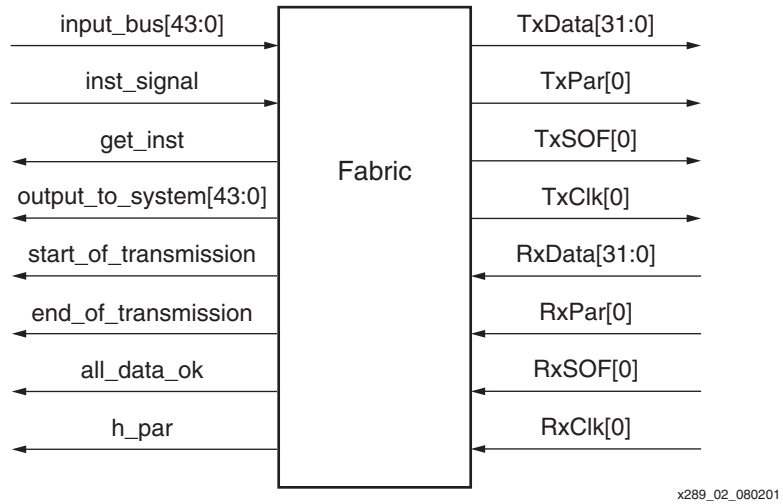 input_bus[43:0]
TxData[31:0]
inst_signal
TxPar[0]
get_inst
TxSOF[0]
Fabric
output_to_system[43:0]
TxClk[0]
start_of_transmission
RxData[31:0]
end_of_transmission
RxPar[0]
all_data_ok
RxSOF[0]
h_par
RxClk[0]
x289_02_080201